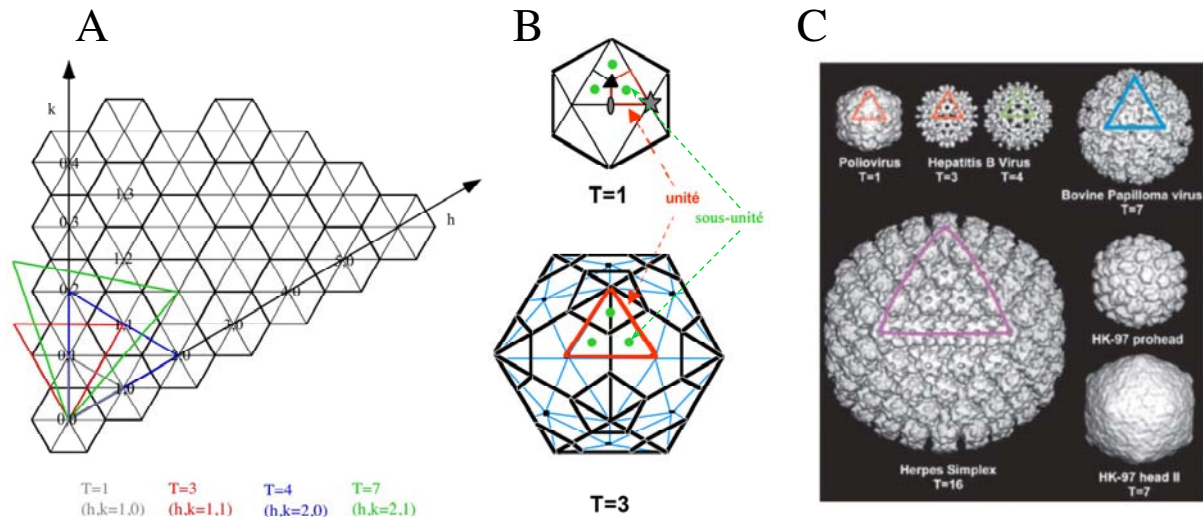 A
B
C
k
h
0,4
1,3
0,3
1,2
0,2
5,0
4,0
1,1
3,0
0,1
2,0
1,0
0,0
T=1
T=3
T=4
T=7
(h,k=1,0)
(h,k=1,1)
(h,k=2,0)
(h,k=2,1)
T=1
unité
sous-unité
T=3
Poliovirus
T=1
Hepatitis B Virus
T=3
T=4
Bovine Papilloma virus
T=7
HK-97 prohead
Herpes Simplex
T=16
HK-97 head II
T=7